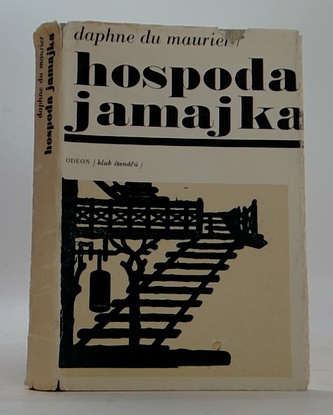 daphne du maurier /
hospoda
jamajka
ODEON / klub čtenářů /
daphne du maurier
hospoda jamajka